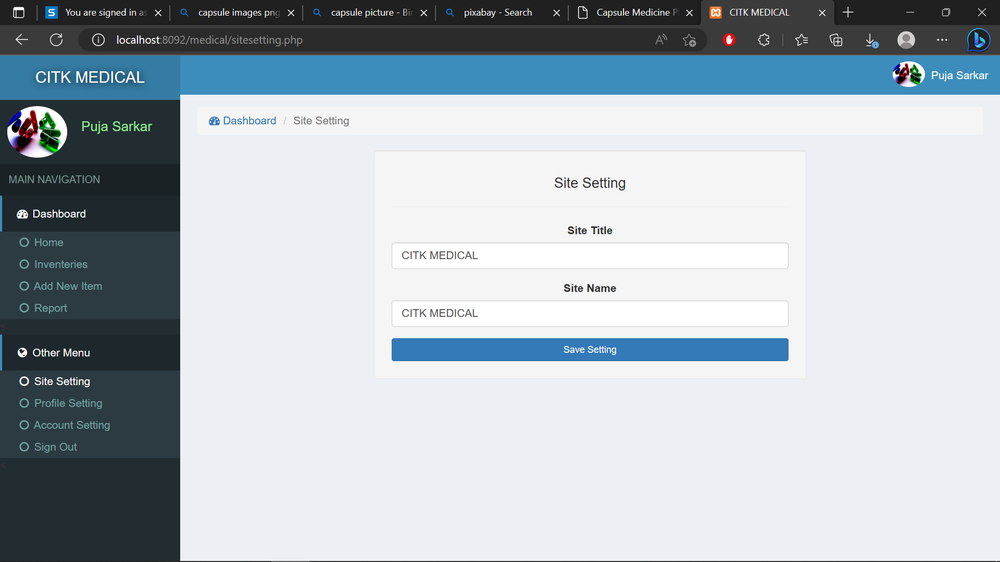 You are signed in as
capsule images png
capsule picture - Bin
pixabay - Search
Capsule Medicine P
CITK MEDICAL
localhost:8092/medical/sitesetting.php
CITK MEDICAL
Puja Sarkar
Puja Sarkar
MAIN NAVIGATION
Dashboard
Home
Inventeries
Add New Item
Report
<
Other Menu
Site Setting
Profile Setting
Account Setting
Sign Out
<
Dashboard / Site Setting
Site Setting
Site Title
CITK MEDICAL
Site Name
CITK MEDICAL
Save Setting